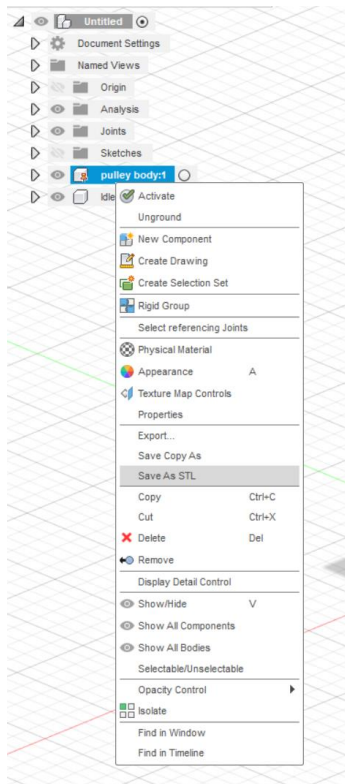 Untitled
Document Settings
Named Views
Origin
Analysis
Joints
Sketches
pulley body:1
Idle
Activate
Unground
New Component
Create Drawing
Create Selection Set
Rigid Group
Select referencing Joints
Physical Material
Appearance A
Texture Map Controls
Properties
Export...
Save Copy As
Save As STL
Copy Ctrl+C
Cut Ctrl+X
Delete Del
Remove
Display Detail Control
Show/Hide V
Show All Components
Show All Bodies
Selectable/Unselectable
Opacity Control
Isolate
Find in Window
Find in Timeline